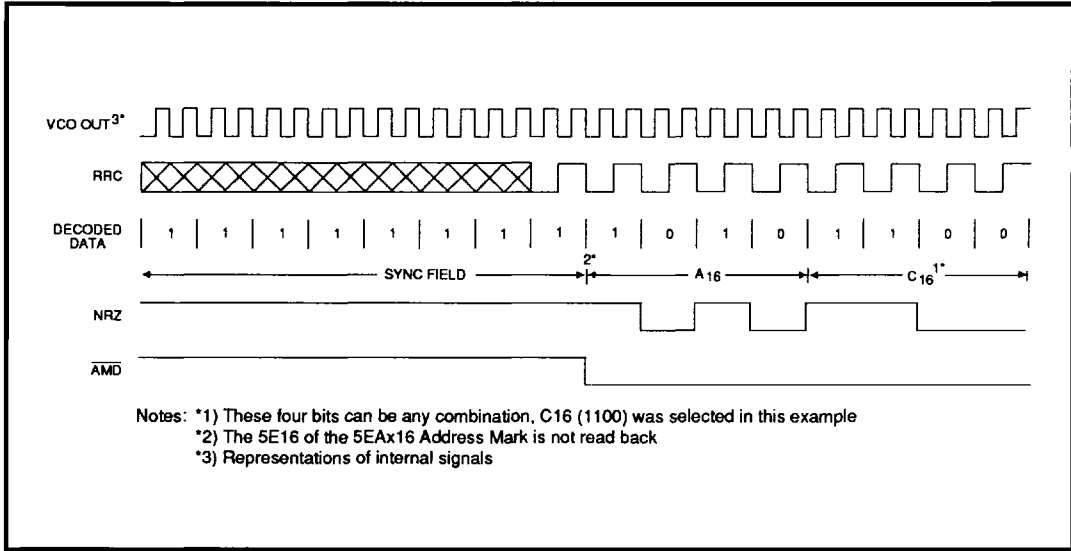 VCO OUT3*
RRC
DECODED DATA 1 1 1 1 1 1 1 1 1 0 1 0 1 1 0 0
SYNC FIELD 2* A16 C16 1*
NRZ
AMD
Notes: *1) These four bits can be any combination, C16 (1100) was selected in this example
*2) The 5E16 of the 5EAx16 Address Mark is not read back
*3) Representations of internal signals